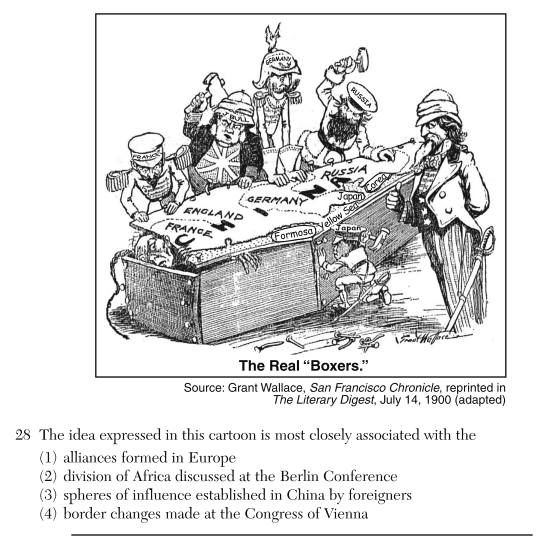 GERMANY
BULL
RUSSIA
FRANCE
RUSSIA
Korea
Japan
GERMANY
Yellow Sea
ENGLAND
Formosa
Japan
FRANCE
C H I N A
Grant Wallace
The Real “Boxers.”
Source: Grant Wallace, San Francisco Chronicle, reprinted in
The Literary Digest, July 14, 1900 (adapted)
28 The idea expressed in this cartoon is most closely associated with the
(1) alliances formed in Europe
(2) division of Africa discussed at the Berlin Conference
(3) spheres of influence established in China by foreigners
(4) border changes made at the Congress of Vienna